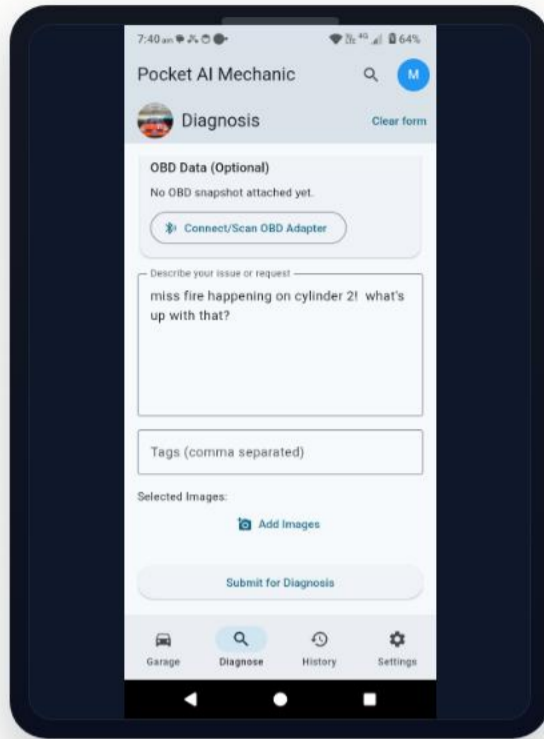 7:40 am 4G 64%
Pocket AI Mechanic M
Diagnosis Clear form
OBD Data (Optional)
No OBD snapshot attached yet.
Connect/Scan OBD Adapter
Describe your issue or request
miss fire happening on cylinder 2!  what's
up with that?
Tags (comma separated)
Selected Images:
Add Images
Submit for Diagnosis
Garage Diagnose History Settings